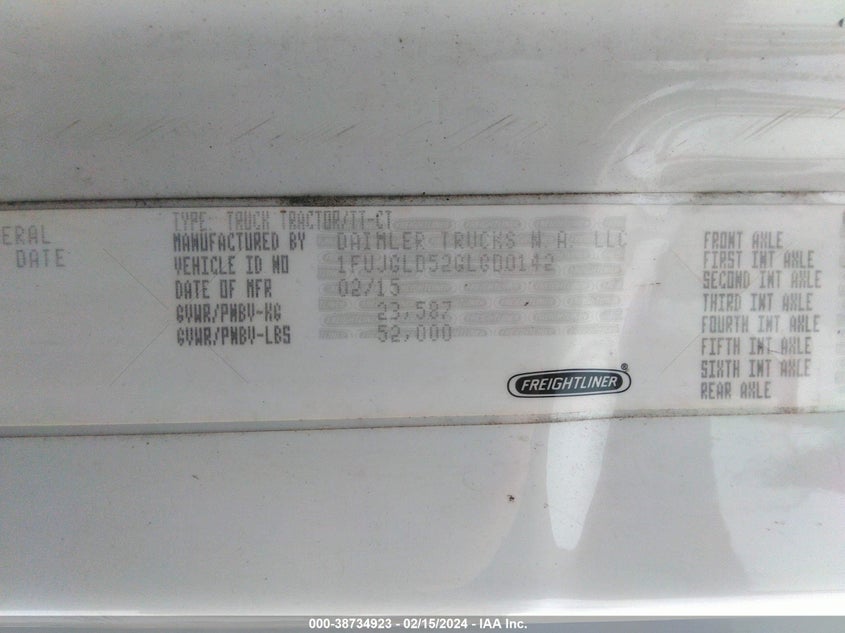 ERAL
DATE
TYPE: TRUCK TRACTOR/TT-CT
MANUFACTURED BY DAIMLER TRUCKS N.A. LLC
VEHICLE ID NO 1FUJGLD52GLGD0142
DATE OF MFR 02/15
GVWR/PNBV-KG 23,587
GVWR/PNBV-LBS 52,000
FREIGHTLINER®
FRONT AXLE
FIRST INT AXLE
SECOND INT AXLE
THIRD INT AXLE
FOURTH INT AXLE
FIFTH INT AXLE
SIXTH INT AXLE
REAR AXLE
000-38734923 - 02/15/2024 - IAA Inc.